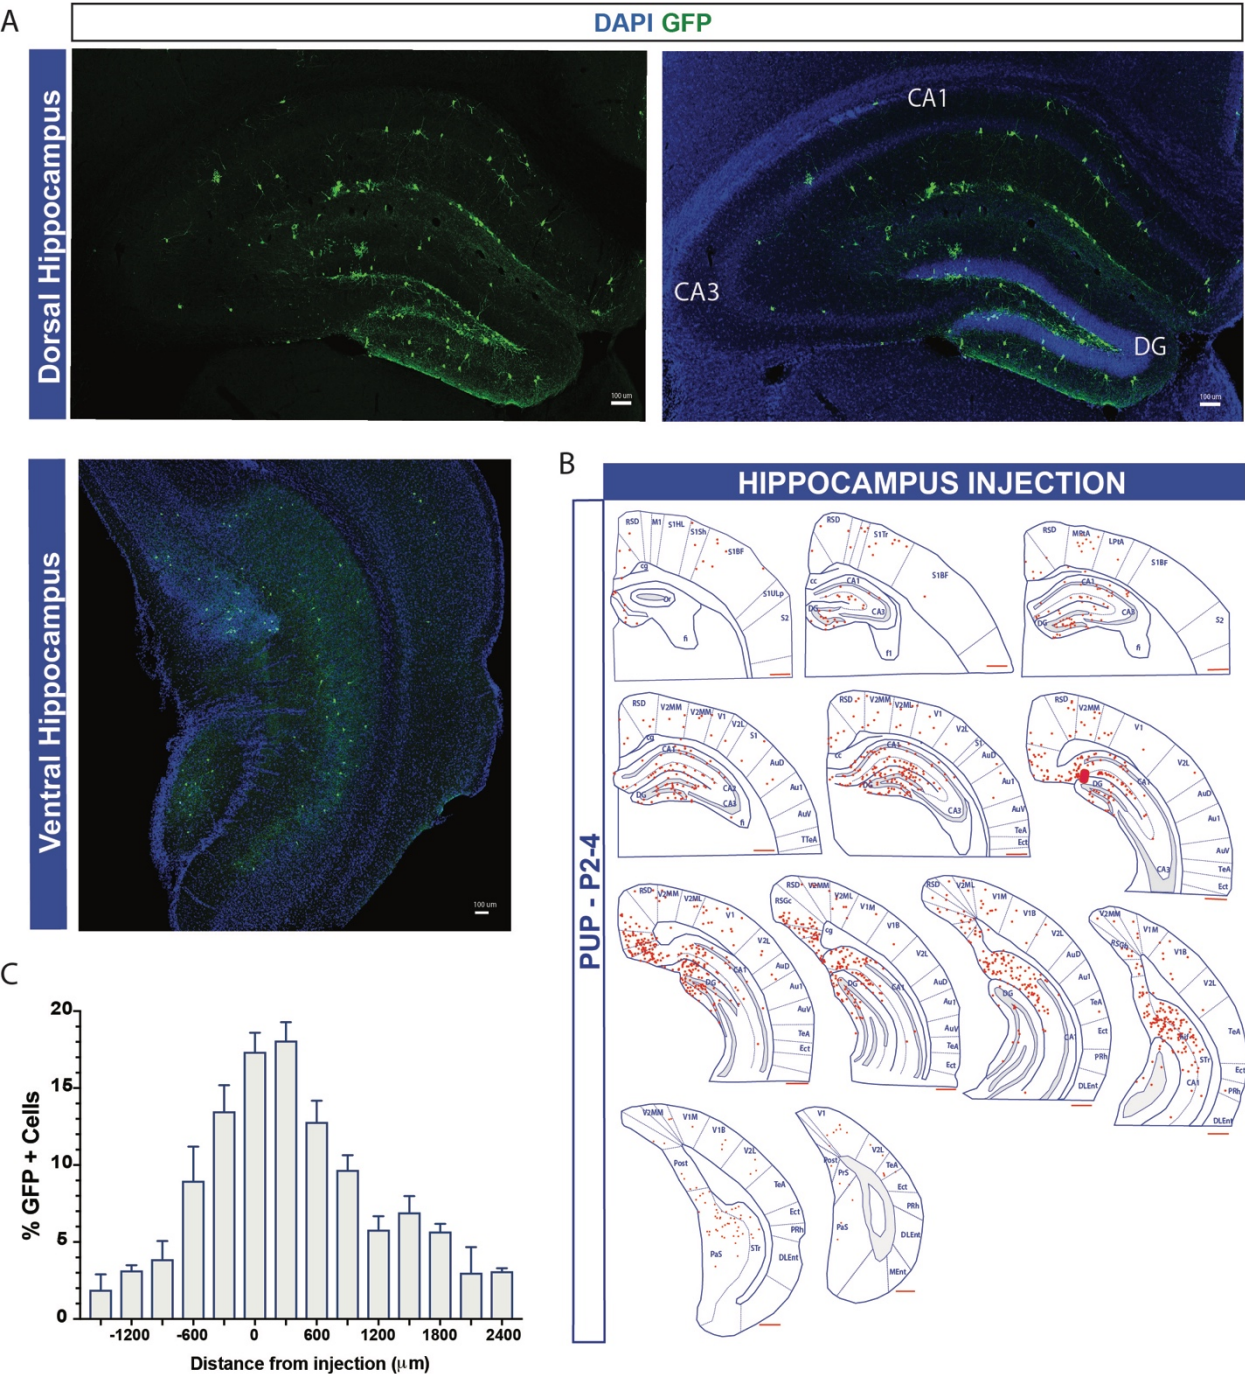 A
DAPI GFP
Dorsal Hippocampus
CA1
CA3
DG
100 um
100 um
Ventral Hippocampus
100 um
B
HIPPOCAMPUS INJECTION
PUP - P2-4
RSD M1 S1HL S1Sh S1BF S1ULp S2 cg Or fi
RSD S1Tr S1BF cc CA1 DG CA3 f1
RSD MRtA LPtA S1BF CA1 CA3 DG S2 fi
RSD V2MM V2MM V1 V2L S1 AuD Au1 AuV TTeA cg CA1 CA2 CA3 DG fi
RSD V2MM V2ML V1 V2L S1 AuD Au1 AuV TeA Ect cc CA1 DG CA3
RSD V2MM V1 V2L AuD Au1 AuV TeA Ect DG CA1 CA3
RSD V2MM V2ML V1 V2L AuD Au1 AuV TeA Ect CA1 DG
RSGc RSD V2MM V2ML V1M V1B V2L AuD Au1 AuV TeA Ect cg DG CA1
RSD V2ML V1M V1B V2L AuD Au1 TeA Ect PRh DLEnt DG CA1
V2MM RSGb V1M V1B V2L TeA Ect PRh DLEnt STr CA1
V2MM V1M V1B V2L TeA Ect PRh DLEnt Post PaS STr
V1 V2L TeA Ect PRh DLEnt MEnt Post PrS PaS
C
% GFP + Cells
20
15
10
5
0
-1200 -600 0 600 1200 1800 2400
Distance from injection (μm)